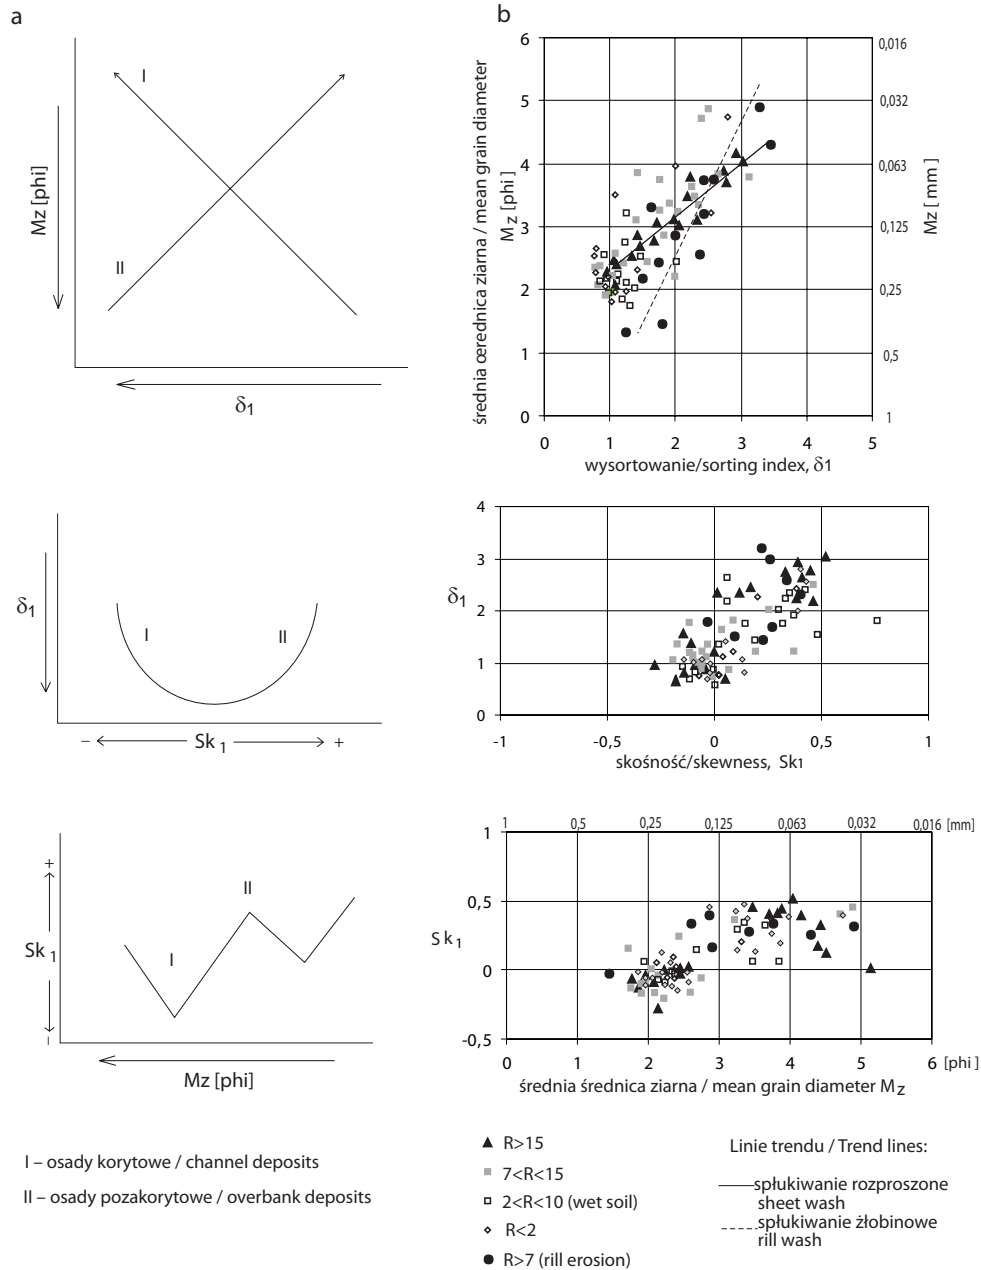 a
I
II
Mz [phi]
δ1
b
6
5
4
3
2
1
0
0,016
0,032
0,063
0,125
0,25
0,5
1
średnia œrednica ziarna / mean grain diameter
Mz [phi]
Mz [ mm ]
0 1 2 3 4 5
wysortowanie/sorting index, δ1
δ1
I II
− Sk 1 +
4
3
2
1
0
δ1
-1 -0,5 0 0,5 1
skośność/skewness, Sk1
+
Sk 1
−
I
II
Mz [phi]
1 0,5 0,25 0,125 0,063 0,032 0,016 [mm]
1
0,5
0
-0,5
Sk1
0 1 2 3 4 5 6 [phi ]
średnia średnica ziarna / mean grain diameter Mz
I – osady korytowe / channel deposits
II – osady pozakorytowe / overbank deposits
R>15
7<R<15
2<R<10 (wet soil)
R<2
R>7 (rill erosion)
Linie trendu / Trend lines:
spłukiwanie rozproszone
sheet wash
spłukiwanie żłobinowe
rill wash